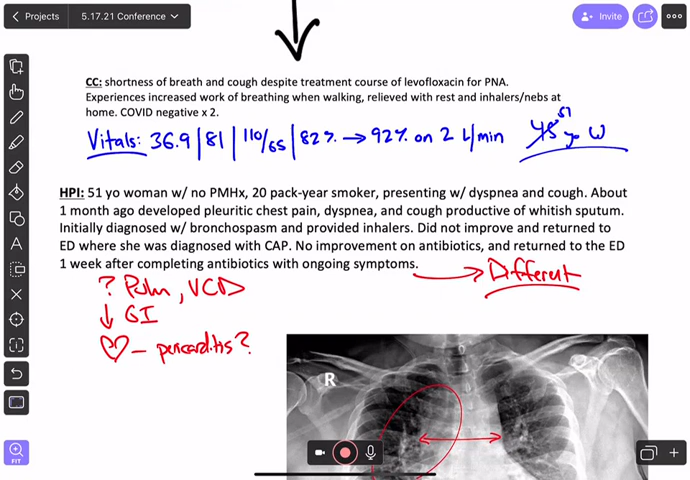 Projects
5.17.21 Conference
Invite
CC: shortness of breath and cough despite treatment course of levofloxacin for PNA.
Experiences increased work of breathing when walking, relieved with rest and inhalers/nebs at
home. COVID negative x 2.
51
Vitals: 36.9 | 81 | 110/65 | 82% → 92% on 2 L/min 45 yo W
HPI: 51 yo woman w/ no PMHx, 20 pack-year smoker, presenting w/ dyspnea and cough. About
1 month ago developed pleuritic chest pain, dyspnea, and cough productive of whitish sputum.
Initially diagnosed w/ bronchospasm and provided inhalers. Did not improve and returned to
ED where she was diagnosed with CAP. No improvement on antibiotics, and returned to the ED
1 week after completing antibiotics with ongoing symptoms. → Different
? Pulm, VCD
↓ GI
♡ - pericarditis?
R
A
FIT